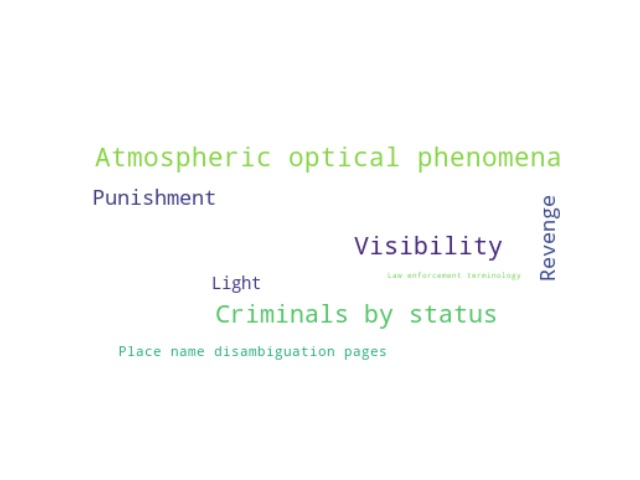 Atmospheric optical phenomena
Punishment
Revenge
Visibility
Law enforcement terminology
Light
Criminals by status
Place name disambiguation pages